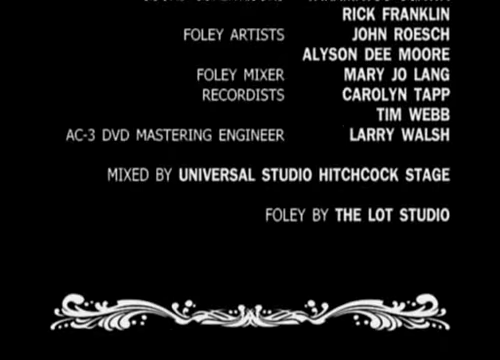 RICK FRANKLIN
FOLEY ARTISTS JOHN ROESCH
ALYSON DEE MOORE
FOLEY MIXER MARY JO LANG
RECORDISTS CAROLYN TAPP
TIM WEBB
AC-3 DVD MASTERING ENGINEER LARRY WALSH
MIXED BY UNIVERSAL STUDIO HITCHCOCK STAGE
FOLEY BY THE LOT STUDIO